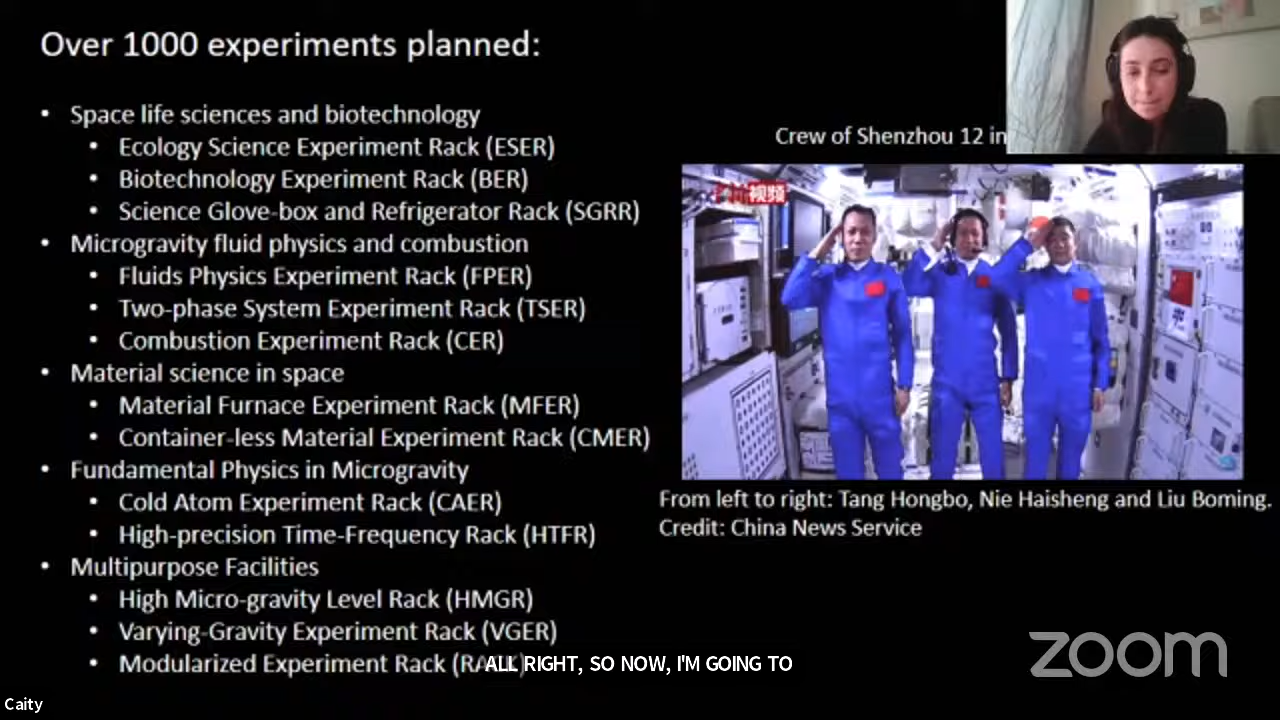 Over 1000 experiments planned:
• Space life sciences and biotechnology
• Ecology Science Experiment Rack (ESER)
• Biotechnology Experiment Rack (BER)
• Science Glove-box and Refrigerator Rack (SGRR)
• Microgravity fluid physics and combustion
• Fluids Physics Experiment Rack (FPER)
• Two-phase System Experiment Rack (TSER)
• Combustion Experiment Rack (CER)
• Material science in space
• Material Furnace Experiment Rack (MFER)
• Container-less Material Experiment Rack (CMER)
• Fundamental Physics in Microgravity
• Cold Atom Experiment Rack (CAER)
• High-precision Time-Frequency Rack (HTFR)
• Multipurpose Facilities
• High Micro-gravity Level Rack (HMGR)
• Varying-Gravity Experiment Rack (VGER)
• Modularized Experiment Rack
Crew of Shenzhou 12 in
视频
From left to right: Tang Hongbo, Nie Haisheng and Liu Boming.
Credit: China News Service
ALL RIGHT, SO NOW, I'M GOING TO
zoom
Caity